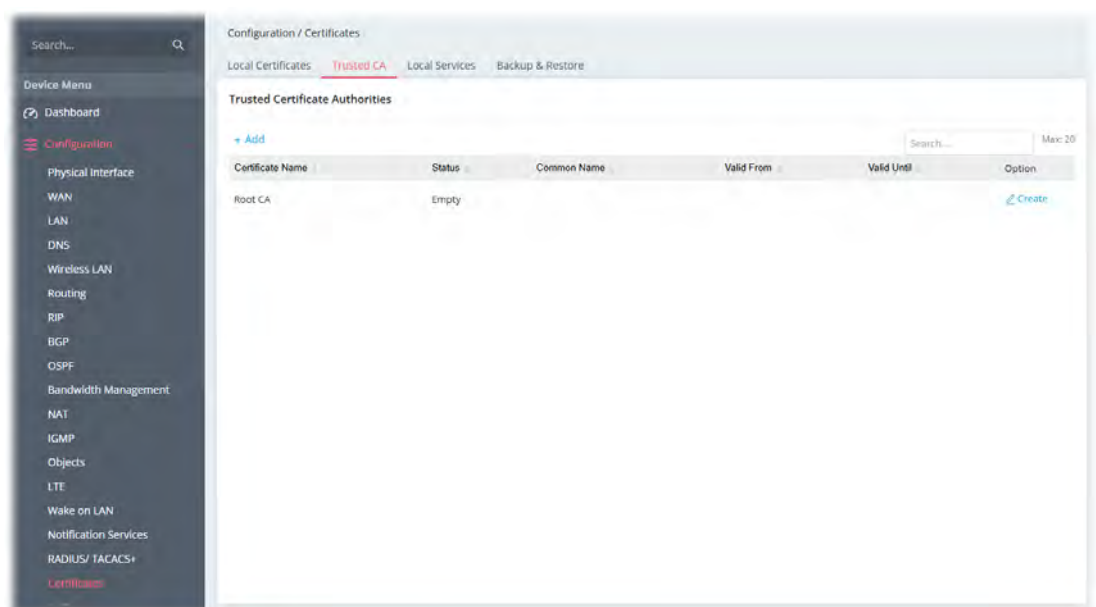 Search...
Device Menu
Dashboard
Configuration
Physical Interface
WAN
LAN
DNS
Wireless LAN
Routing
RIP
BGP
OSPF
Bandwidth Management
NAT
IGMP
Objects
LTE
Wake on LAN
Notification Services
RADIUS/ TACACS+
Certificates
Configuration / Certificates
Local Certificates Trusted CA Local Services Backup & Restore
Trusted Certificate Authorities
+ Add Search... Max: 20
Certificate Name Status Common Name Valid From Valid Until Option
Root CA Empty Create